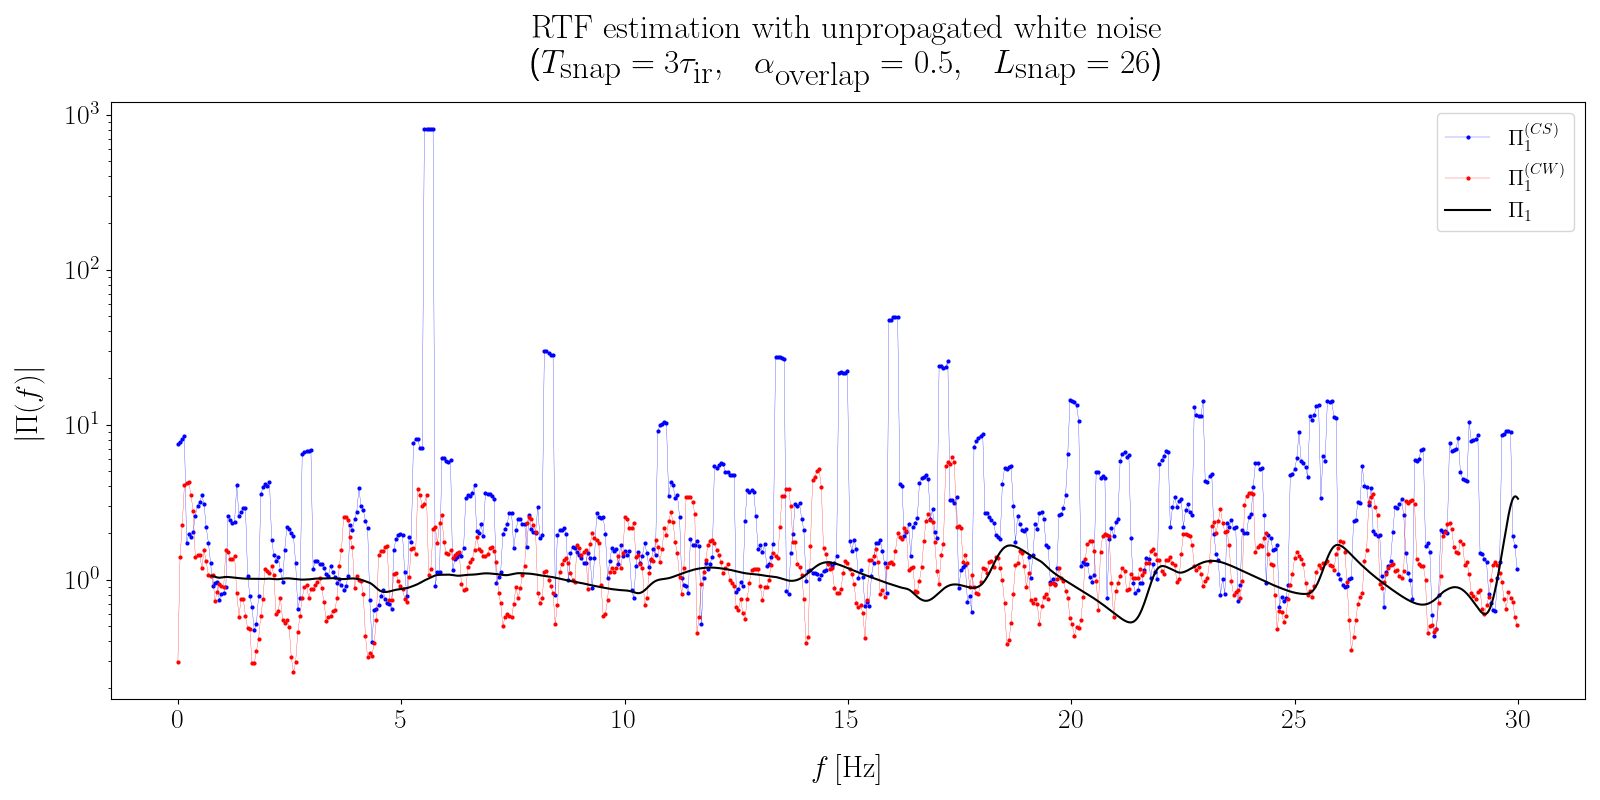 RTF estimation with unpropagated white noise
(T_snap = 3τ_ir, α_overlap = 0.5, L_snap = 26)
10^3
10^2
10^1
10^0
|Π(f)|
Π_1^(CS)
Π_1^(CW)
Π_1
0 5 10 15 20 25 30
f [Hz]